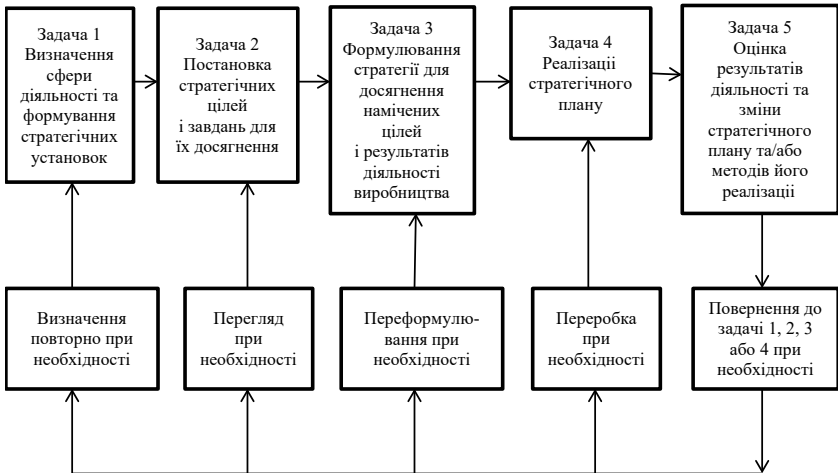 Задача 1
Визначення
сфери
діяльності та
формування
стратегічних
установок
Задача 2
Постановка
стратегічних
цілей
і завдань для
їх досягнення
Задача 3
Формулювання
стратегії для
досягнення
намічених
цілей
і результатів
діяльності
виробництва
Задача 4
Реалізації
стратегічного
плану
Задача 5
Оцінка
результатів
діяльності та
зміни
стратегічного
плану та/або
методів його
реалізації
Визначення
повторно при
необхідності
Перегляд
при
необхідності
Переформулю-
вання при
необхідності
Переробка
при
необхідності
Повернення до
задачі 1, 2, 3
або 4 при
необхідності